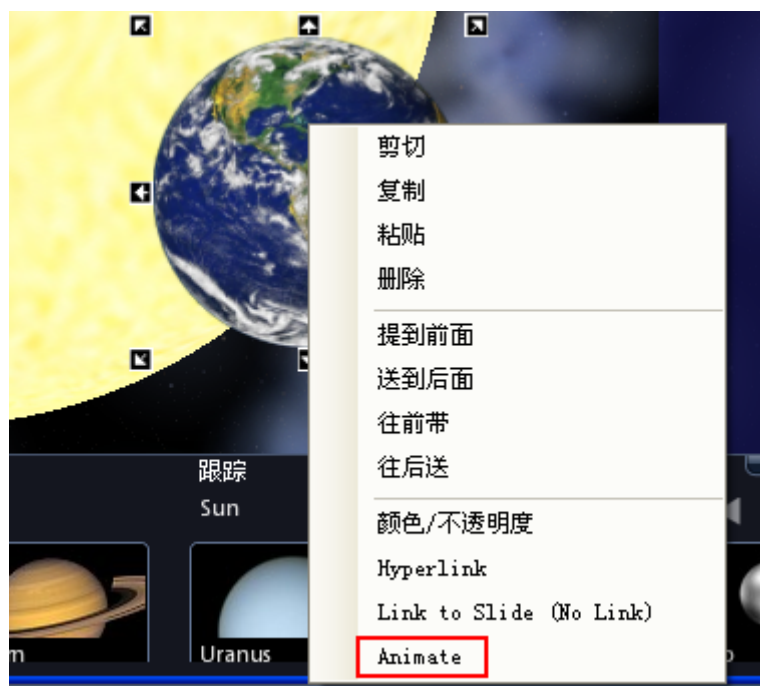 剪切
复制
粘贴
删除
提到前面
送到后面
往前带
往后送
颜色/不透明度
Hyperlink
Link to Slide (No Link)
Animate
跟踪
Sun
Uranus